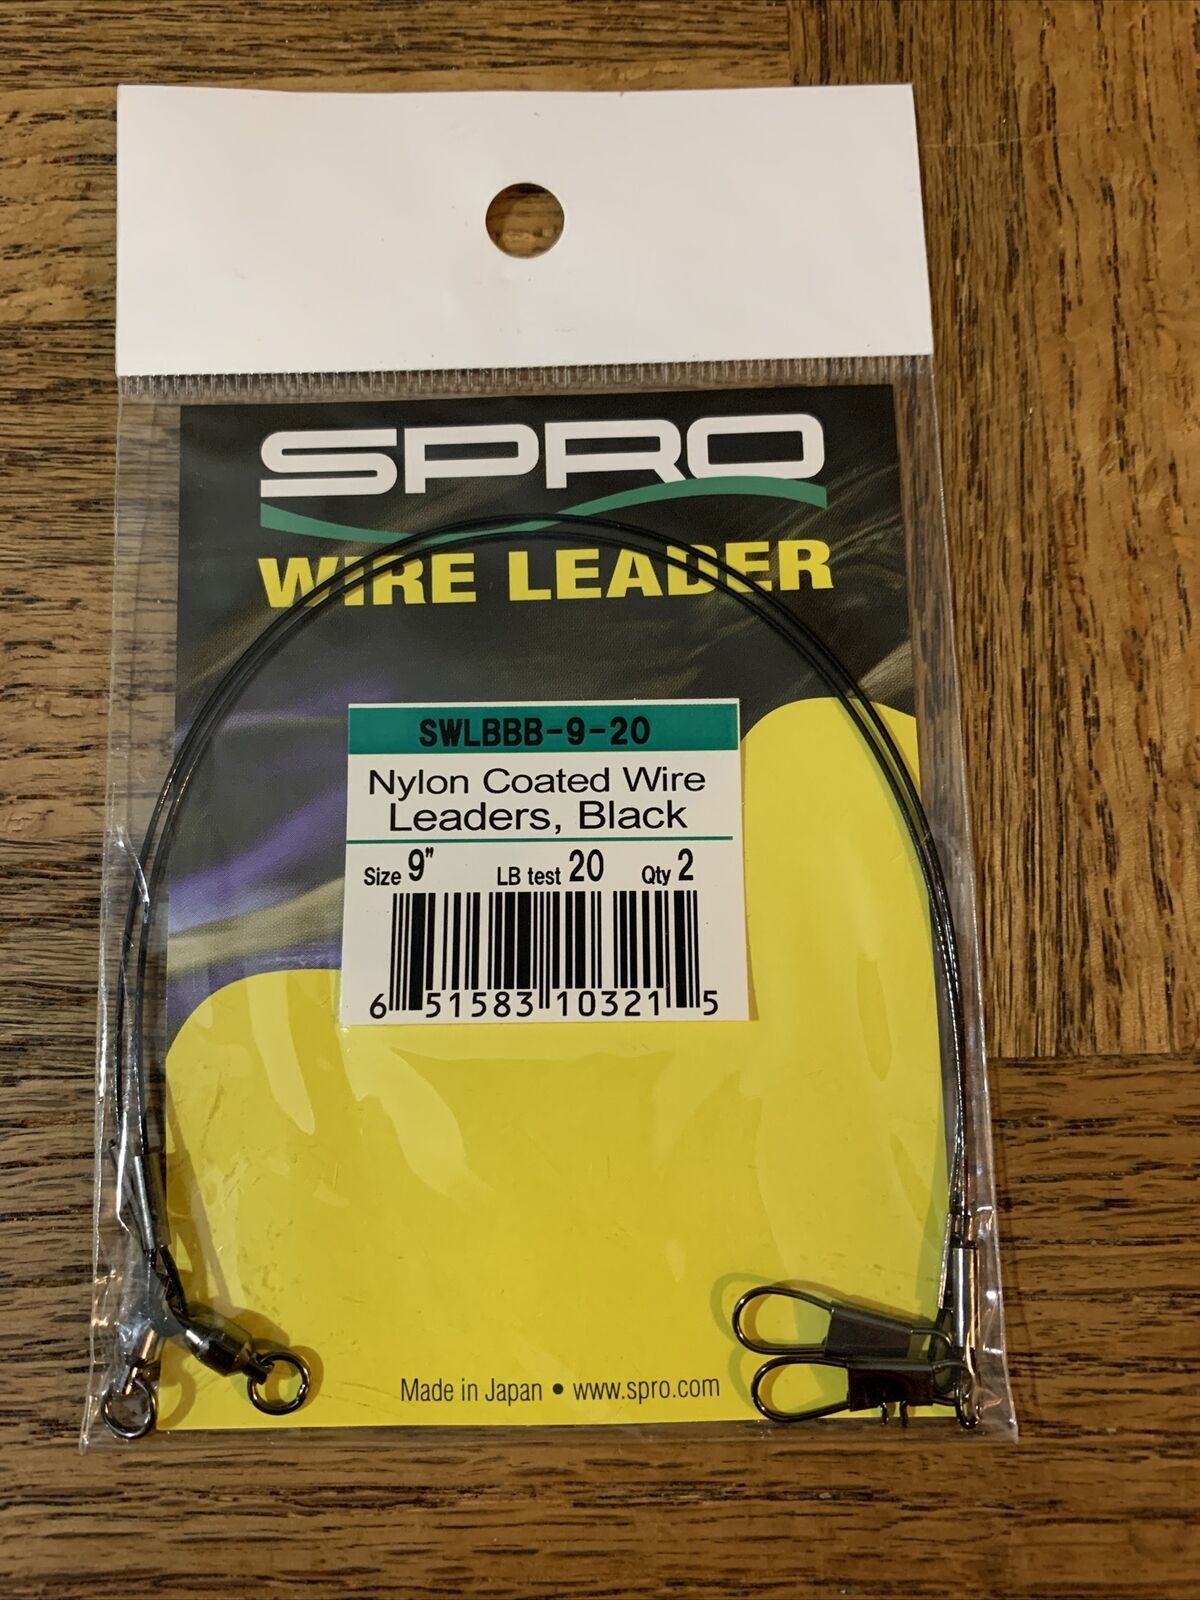 SPRO
WIRE LEADER
SWLBBB-9-20
Nylon Coated Wire
Leaders, Black
Size 9" LB test 20 Qty 2
6 51583 10321 5
Made in Japan • www.spro.com